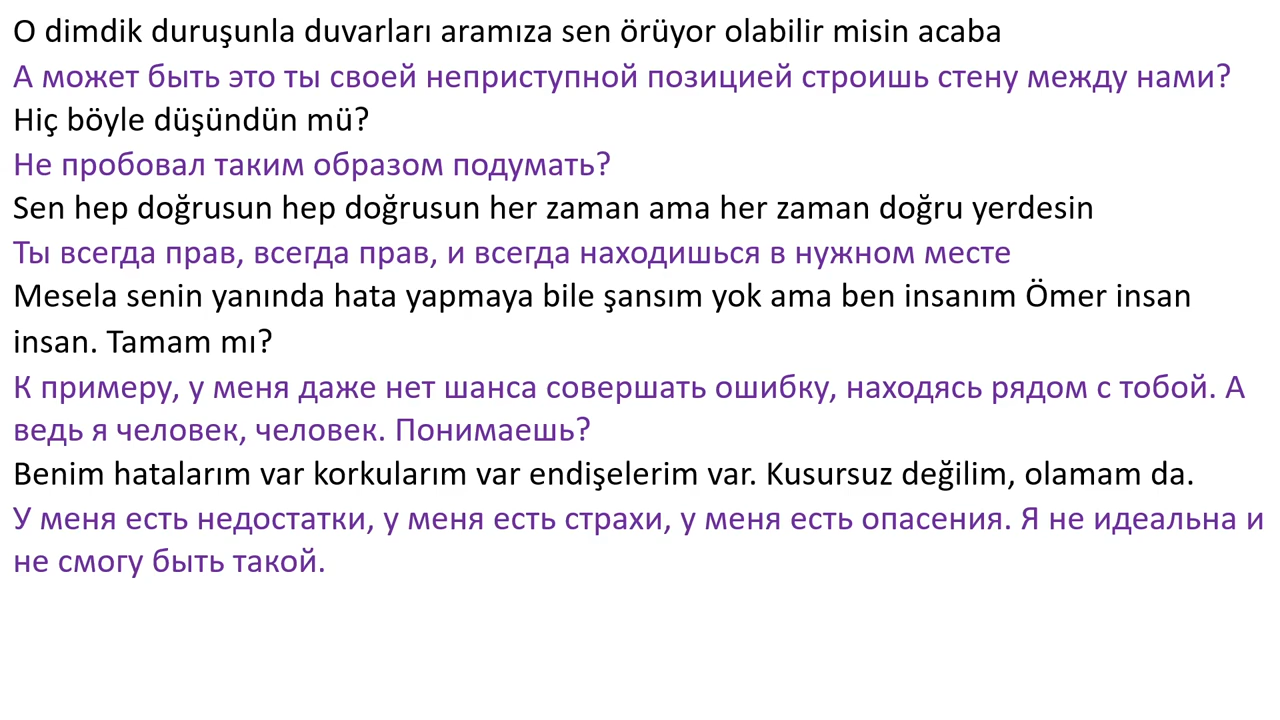 O dimdik duruşunla duvarları aramıza sen örüyor olabilir misin acaba
А может быть это ты своей неприступной позицией строишь стену между нами?
Hiç böyle düşündün mü?
Не пробовал таким образом подумать?
Sen hep doğrusun hep doğrusun her zaman ama her zaman doğru yerdesin
Ты всегда прав, всегда прав, и всегда находишься в нужном месте
Mesela senin yanında hata yapmaya bile şansım yok ama ben insanım Ömer insan
insan. Tamam mı?
К примеру, у меня даже нет шанса совершать ошибку, находясь рядом с тобой. А
ведь я человек, человек. Понимаешь?
Benim hatalarım var korkularım var endişelerim var. Kusursuz değilim, olamam da.
У меня есть недостатки, у меня есть страхи, у меня есть опасения. Я не идеальна и
не смогу быть такой.